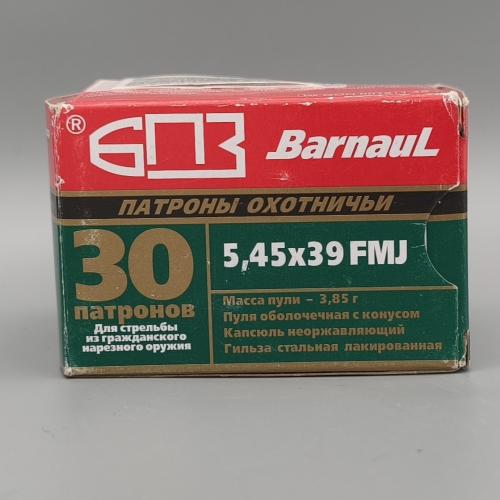 ® БПЗ Barnaul
ПАТРОНЫ ОХОТНИЧЬИ
30
патронов
Для стрельбы
из гражданского
нарезного оружия
5,45x39 FMJ
Масса пули – 3,85 г
Пуля оболочечная с конусом
Капсюль неоржавляющий
Гильза стальная лакированная